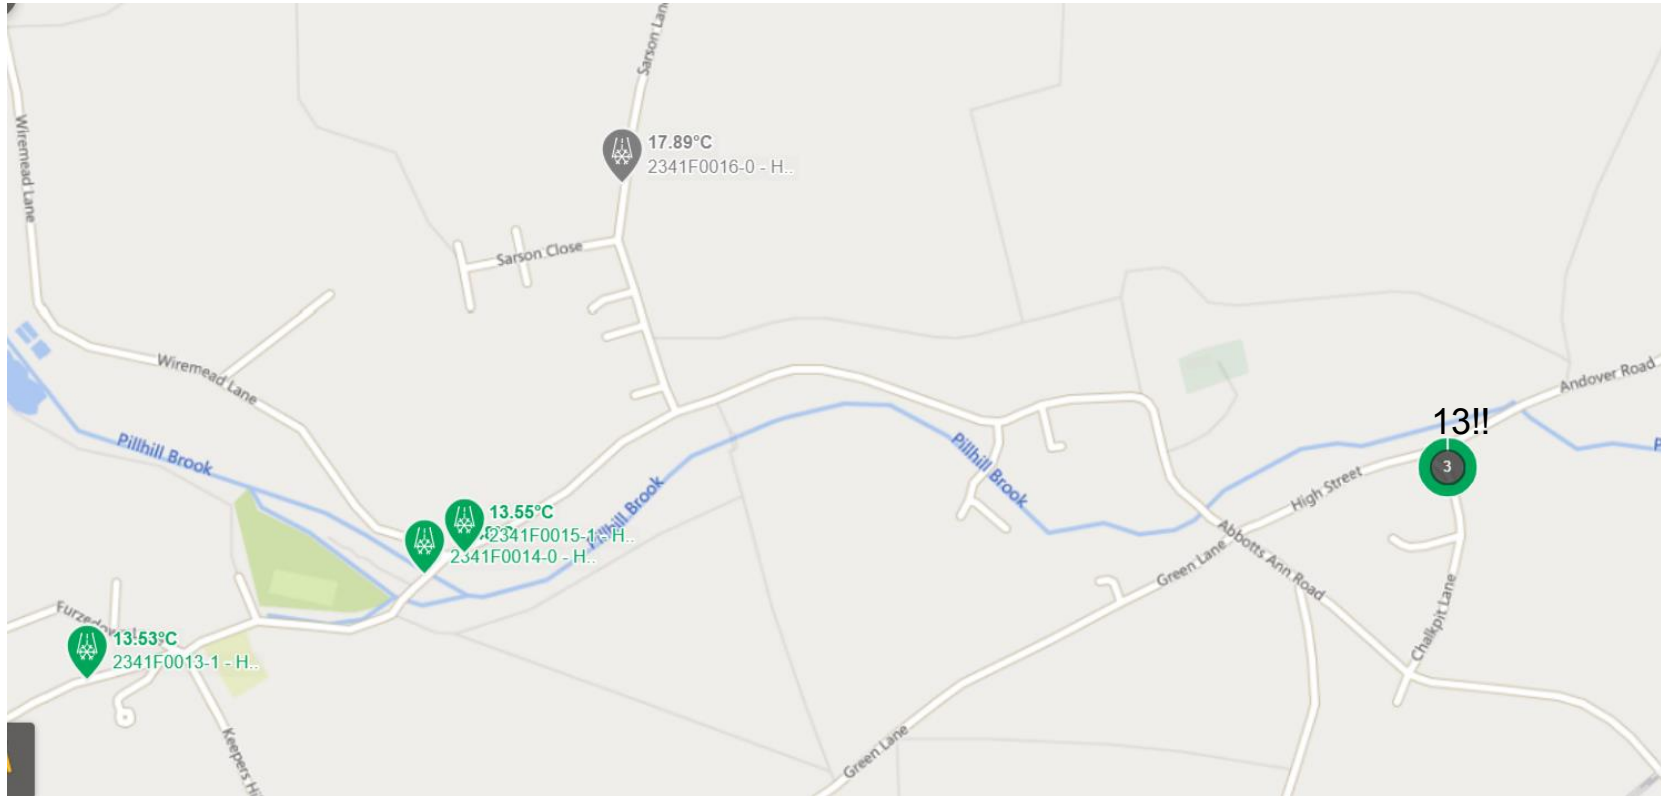 Sarson Lane
Wiremead Lane
17.89°C
2341F0016-0 - H..
Sarson Close
Wiremead Lane
Andover Road
13!!
3
Pillhill Brook
Pillhill Brook
High Street
Pillhill Brook
13.55°C
2341F0015-1 - H..
2341F0014-0 - H..
Abbotts Ann Road
Green Lane
Chalkpit Lane
13.53°C
2341F0013-1 - H..
Keepers
Green Lane